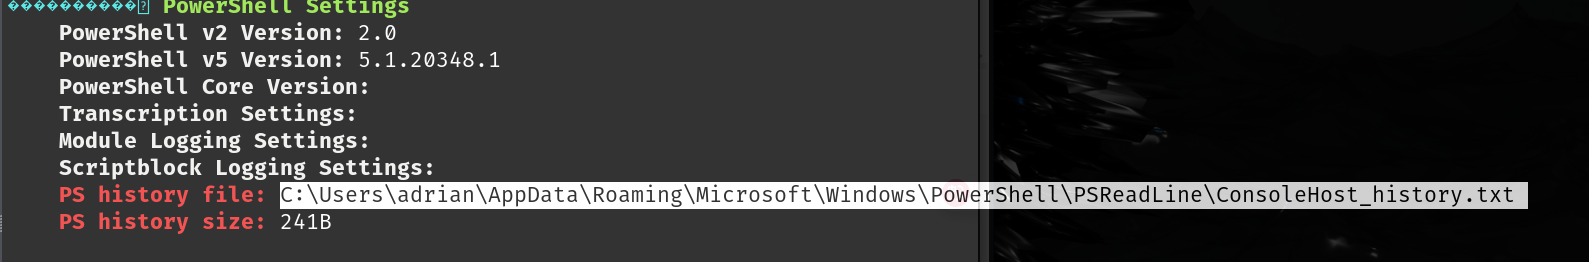 PowerShell Settings
PowerShell v2 Version: 2.0
PowerShell v5 Version: 5.1.20348.1
PowerShell Core Version:
Transcription Settings:
Module Logging Settings:
Scriptblock Logging Settings:
PS history file: C:\Users\adrian\AppData\Roaming\Microsoft\Windows\PowerShell\PSReadLine\ConsoleHost_history.txt
PS history size: 241B